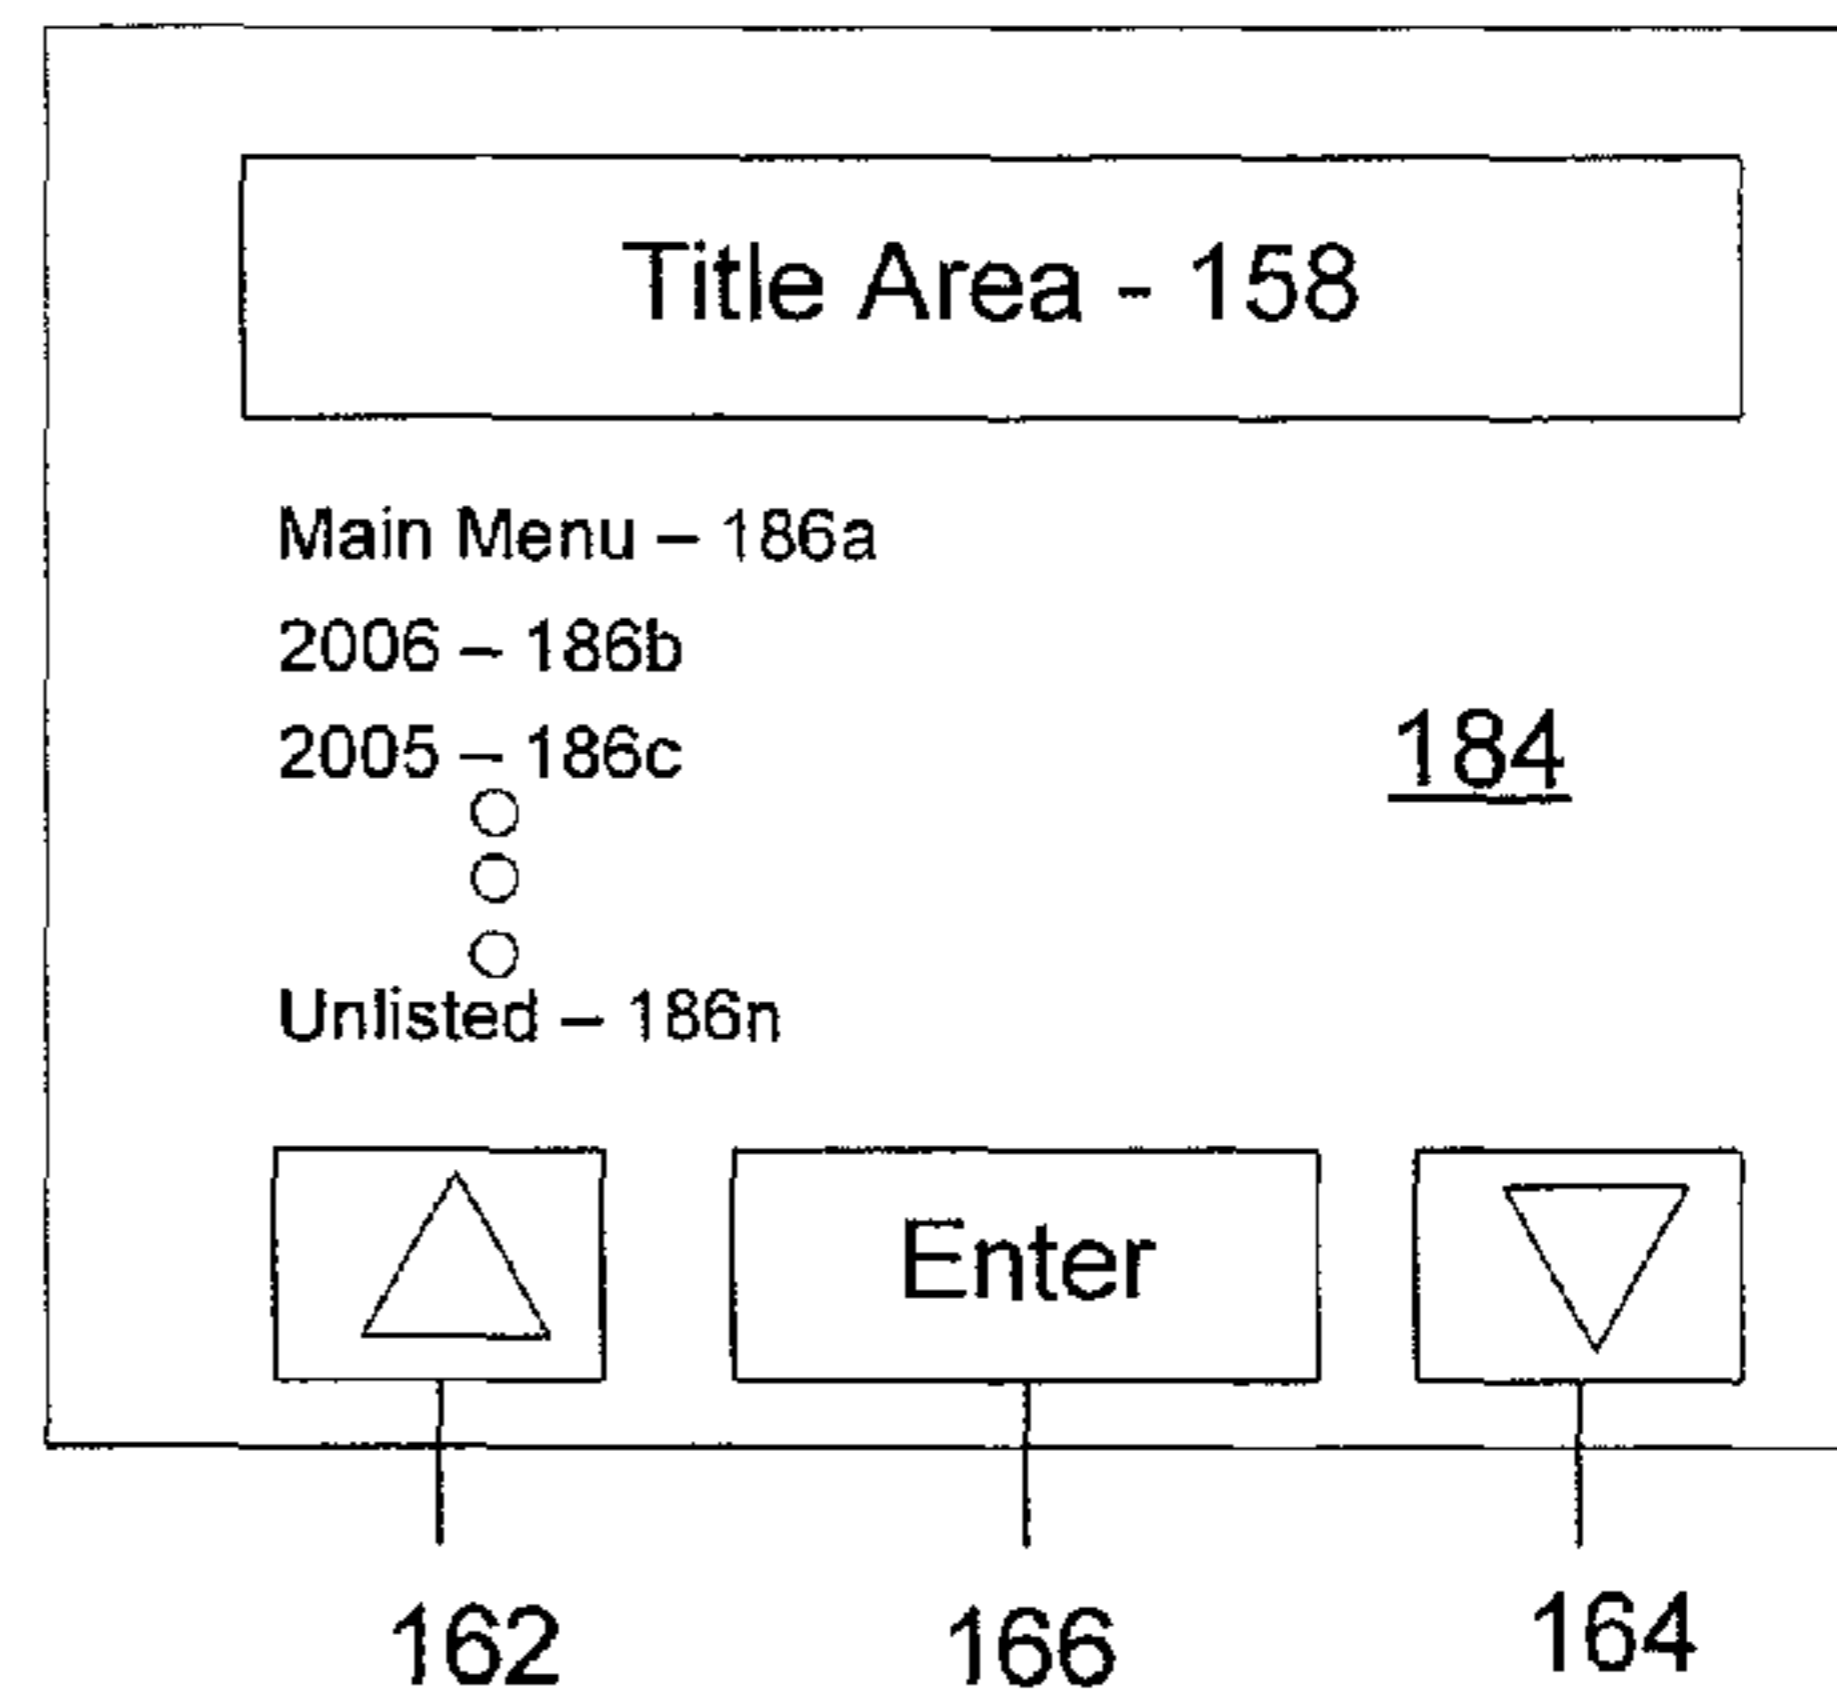 Title Area - 158
Main Menu – 186a
2006 – 186b
2005 – 186c
184
Unlisted – 186n
Enter
162 166 164